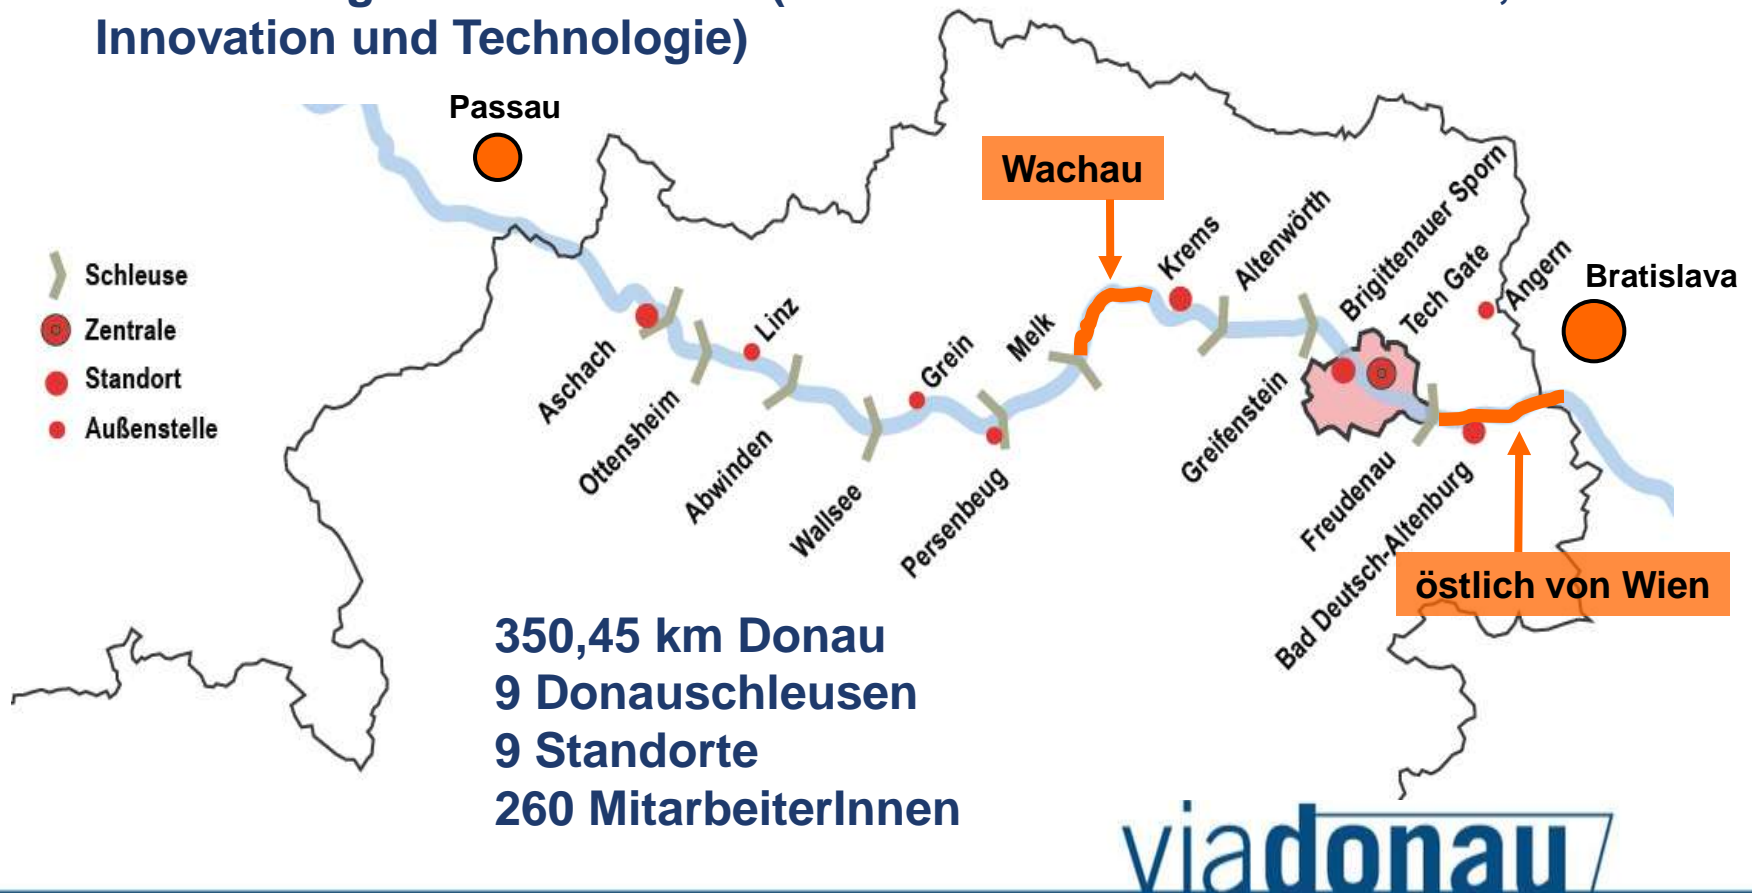 Innovation und Technologie)
Passau
Wachau
Schleuse
Zentrale
Standort
Außenstelle
Aschach
Ottensheim
Linz
Abwinden
Wallsee
Grein
Persenbeug
Melk
Krems
Altenwörth
Greifenstein
Brigittenauer Sporn
Tech Gate
Freudenau
Bad Deutsch-Altenburg
Angern
Bratislava
östlich von Wien
350,45 km Donau
9 Donauschleusen
9 Standorte
260 MitarbeiterInnen
viadonau